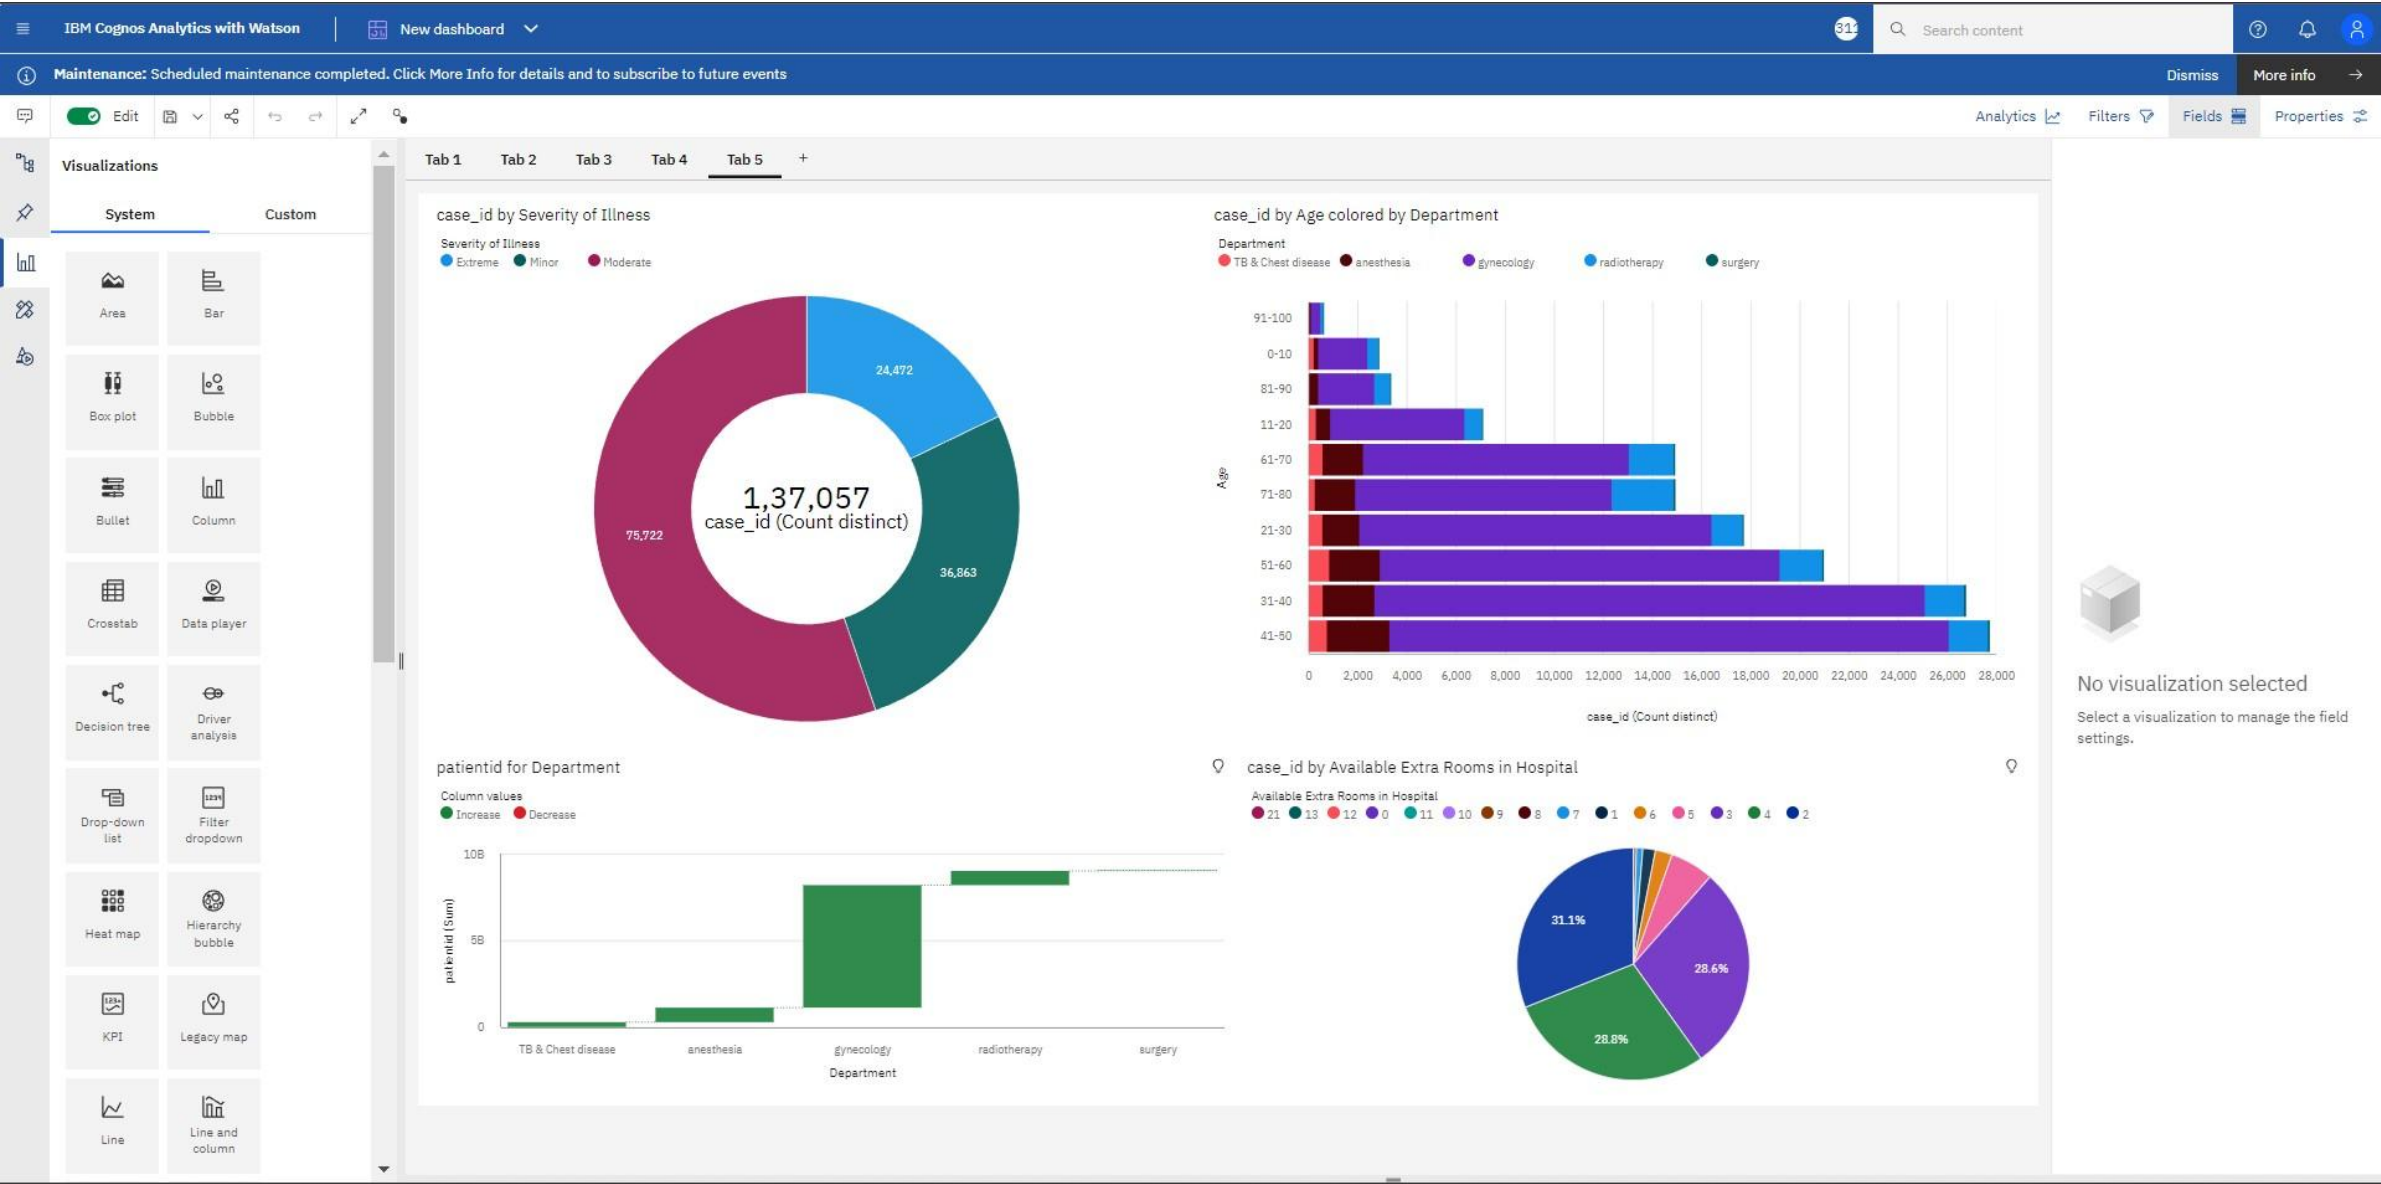 IBM Cognos Analytics with Watson
New dashboard
311
Search content
Maintenance: Scheduled maintenance completed. Click More Info for details and to subscribe to future events
Dismiss
More info
Edit
Analytics
Filters
Fields
Properties
Visualizations
System
Custom
Area
Bar
Box plot
Bubble
Bullet
Column
Crosstab
Data player
Decision tree
Driver
analysis
Drop-down
list
Filter
dropdown
Heat map
Hierarchy
bubble
KPI
Legacy map
Line
Line and
column
Tab 1
Tab 2
Tab 3
Tab 4
Tab 5
+
case_id by Severity of Illness
Severity of Illness
Extreme
Minor
Moderate
24,472
36,863
75,722
1,37,057
case_id (Count distinct)
case_id by Age colored by Department
Department
TB & Chest disease
anesthesia
gynecology
radiotherapy
surgery
Age
91-100
0-10
81-90
11-20
61-70
71-80
21-30
51-60
31-40
41-50
0 2,000 4,000 6,000 8,000 10,000 12,000 14,000 16,000 18,000 20,000 22,000 24,000 26,000 28,000
case_id (Count distinct)
patientid for Department
Column values
Increase
Decrease
patientid (Sum)
10B
5B
0
TB & Chest disease
anesthesia
gynecology
radiotherapy
surgery
Department
case_id by Available Extra Rooms in Hospital
Available Extra Rooms in Hospital
21 13 12 0 11 10 9 8 7 1 6 5 3 4 2
31.1%
28.6%
28.8%
No visualization selected
Select a visualization to manage the field
settings.